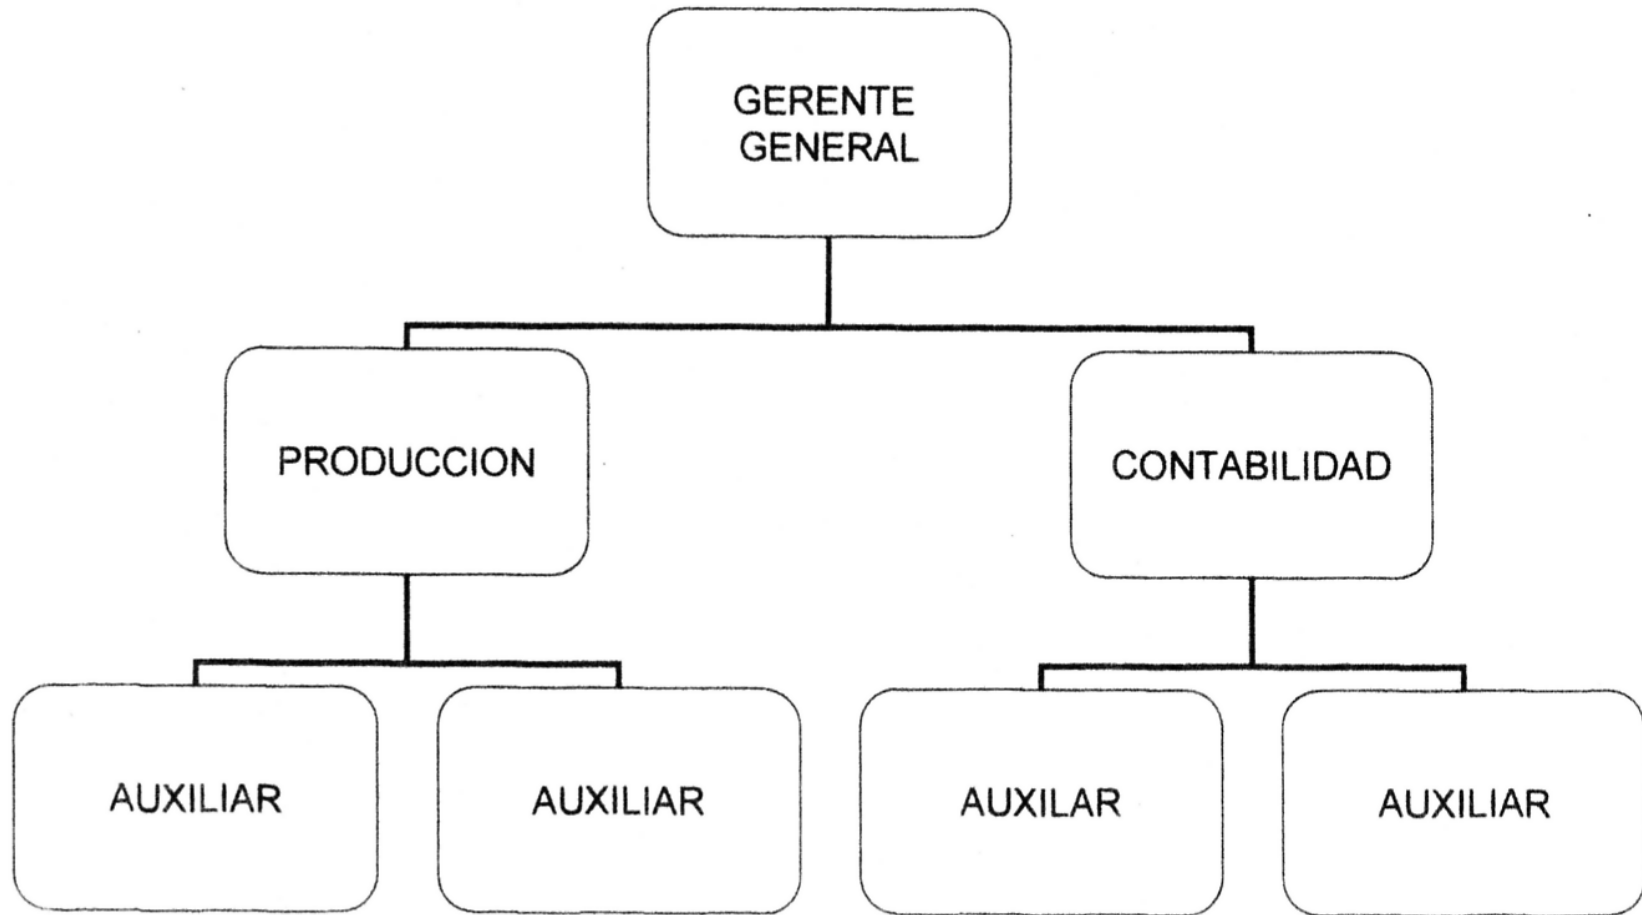 GERENTE
GENERAL
PRODUCCION
CONTABILIDAD
AUXILIAR
AUXILIAR
AUXILAR
AUXILIAR